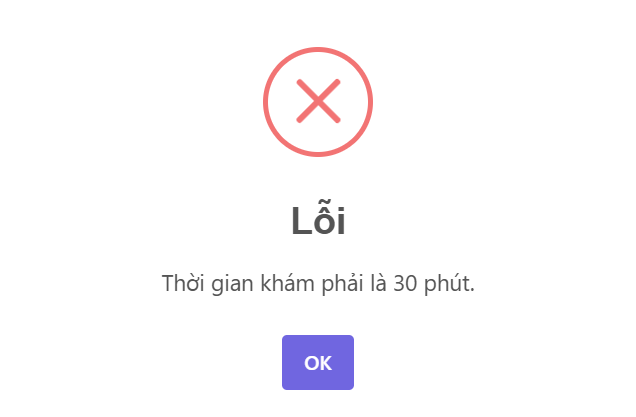 Lỗi
Thời gian khám phải là 30 phút.
OK